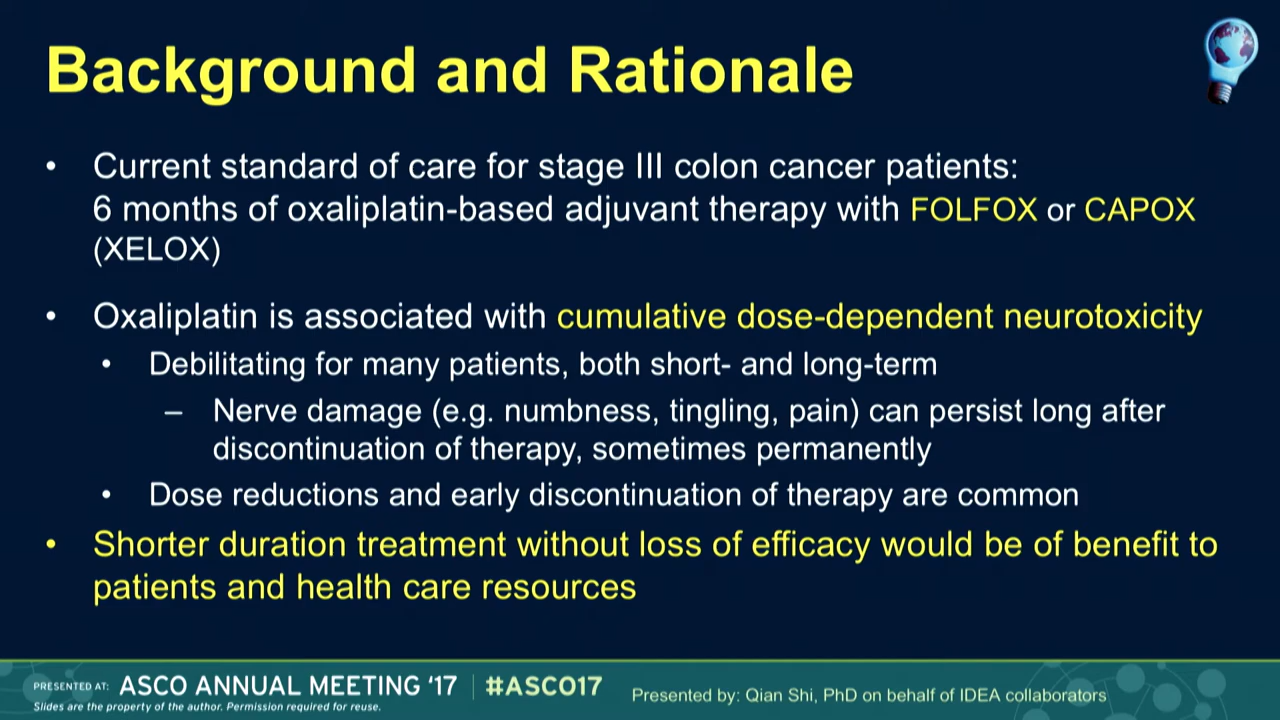 Background and Rationale
• Current standard of care for stage III colon cancer patients:
6 months of oxaliplatin-based adjuvant therapy with FOLFOX or CAPOX
(XELOX)
• Oxaliplatin is associated with cumulative dose-dependent neurotoxicity
• Debilitating for many patients, both short- and long-term
– Nerve damage (e.g. numbness, tingling, pain) can persist long after
discontinuation of therapy, sometimes permanently
• Dose reductions and early discontinuation of therapy are common
• Shorter duration treatment without loss of efficacy would be of benefit to
patients and health care resources
PRESENTED AT: ASCO ANNUAL MEETING ‘17 | #ASCO17
Slides are the property of the author. Permission required for reuse.
Presented by: Qian Shi, PhD on behalf of IDEA collaborators